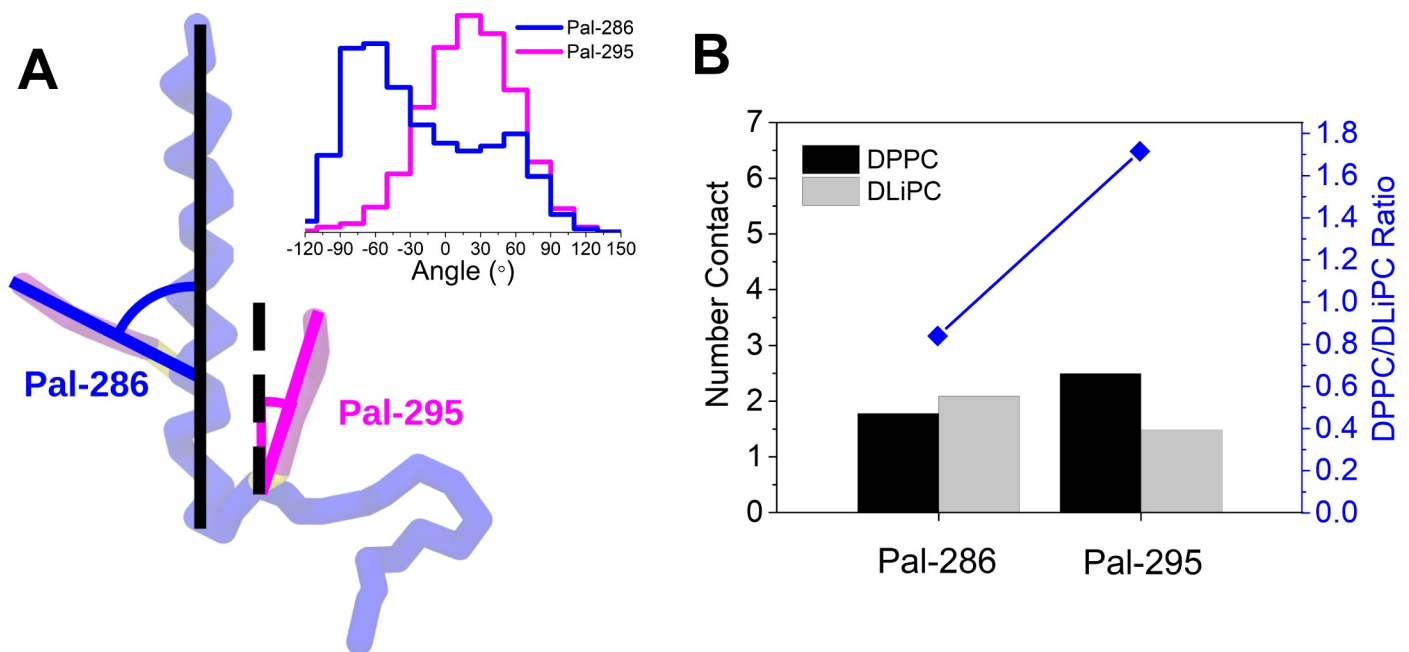 A
Pal-286
Pal-295
-120 -90 -60 -30 0 30 60 90 120 150
Angle (○)
Pal-286
Pal-295
B
7
6
5
4
3
2
1
0
Number Contact
DPPC
DLiPC
1.8
1.6
1.4
1.2
1.0
0.8
0.6
0.4
0.2
0.0
DPPC/DLiPC Ratio
Pal-286 Pal-295